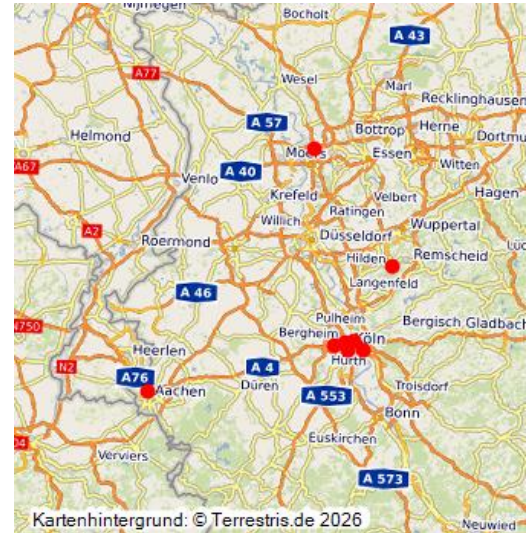 Nijmegen
Bocholt
A 43
A77
Wesel
Marl
Recklinghausen
A 57
Bottrop
Herne
Dortmu
Helmond
Moers
Essen
Witten
A67
A 40
Venlo
Krefeld
Velbert
Hagen
Ratingen
Willich
Wuppertal
A2
Düsseldorf
Roermond
Hilden
Remscheid
Langenfeld
A 46
N750
Pulheim
Bergisch Gladbach
Bergheim
Köln
Heerlen
Hürth
N2
A 4
A76
Aachen
Düren
Troisdorf
A 553
Bonn
Euskirchen
Verviers
A 573
Neuwied
Kartenhintergrund: © Terrestris.de 2026